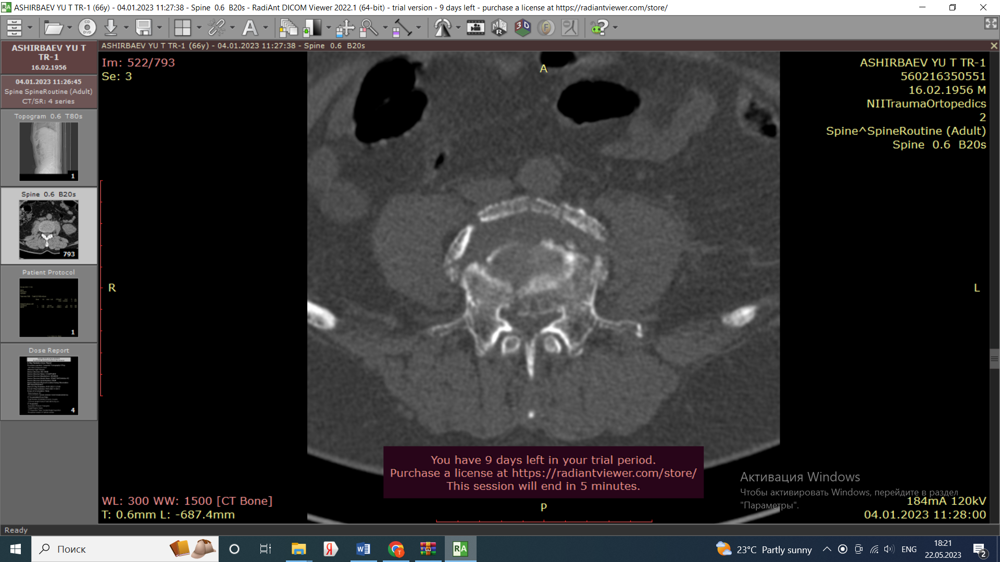 ASHIRBAEV YU T TR-1 (66y) - 04.01.2023 11:27:38 - Spine  0.6  B20s - RadiAnt DICOM Viewer 2022.1 (64-bit) - trial version - 9 days left - purchase a license at https://radiantviewer.com/store/
ASHIRBAEV YU T
TR-1
16.02.1956
04.01.2023 11:26:45
Spine SpineRoutine (Adult)
CT/SR: 4 series
Topogram  0.6  T80s
1
Spine  0.6  B20s
793
Patient Protocol
1
Dose Report
4
ASHIRBAEV YU T TR-1 (66y) - 04.01.2023 11:27:38 - Spine  0.6  B20s
Im: 522/793
Se: 3
A
ASHIRBAEV YU T TR-1
560216350551
16.02.1956 M
NIITraumaOrtopedics
2
Spine^SpineRoutine (Adult)
Spine  0.6  B20s
R
L
You have 9 days left in your trial period.
Purchase a license at https://radiantviewer.com/store/
This session will end in 5 minutes.
P
WL: 300 WW: 1500 [CT Bone]
T: 0.6mm L: -687.4mm
Активация Windows
Чтобы активировать Windows, перейдите в раздел
"Параметры".
184mA 120kV
04.01.2023 11:28:00
Ready
Поиск
23°C  Partly sunny
ENG
18:21
22.05.2023
2